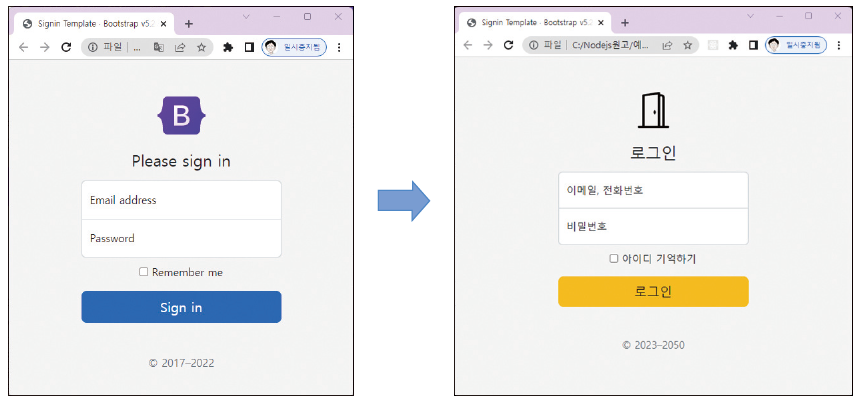 Signin Template · Bootstrap v5.2
파일 | ...
일시중지됨
B
Please sign in
Email address
Password
Remember me
Sign in
© 2017–2022
Signin Template · Bootstrap v5.2
파일 | C:/Nodejs원고/예...
일시중지됨
로그인
이메일, 전화번호
비밀번호
아이디 기억하기
로그인
© 2023–2050